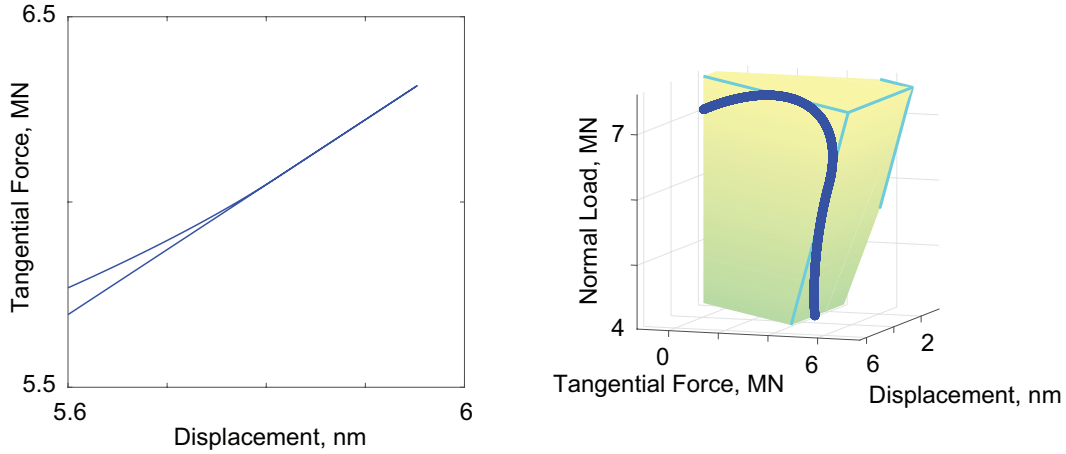 6.5
Tangential Force, MN
5.5
5.6
6
Displacement, nm
Normal Load, MN
7
4
0
6
6
2
Tangential Force, MN
Displacement, nm